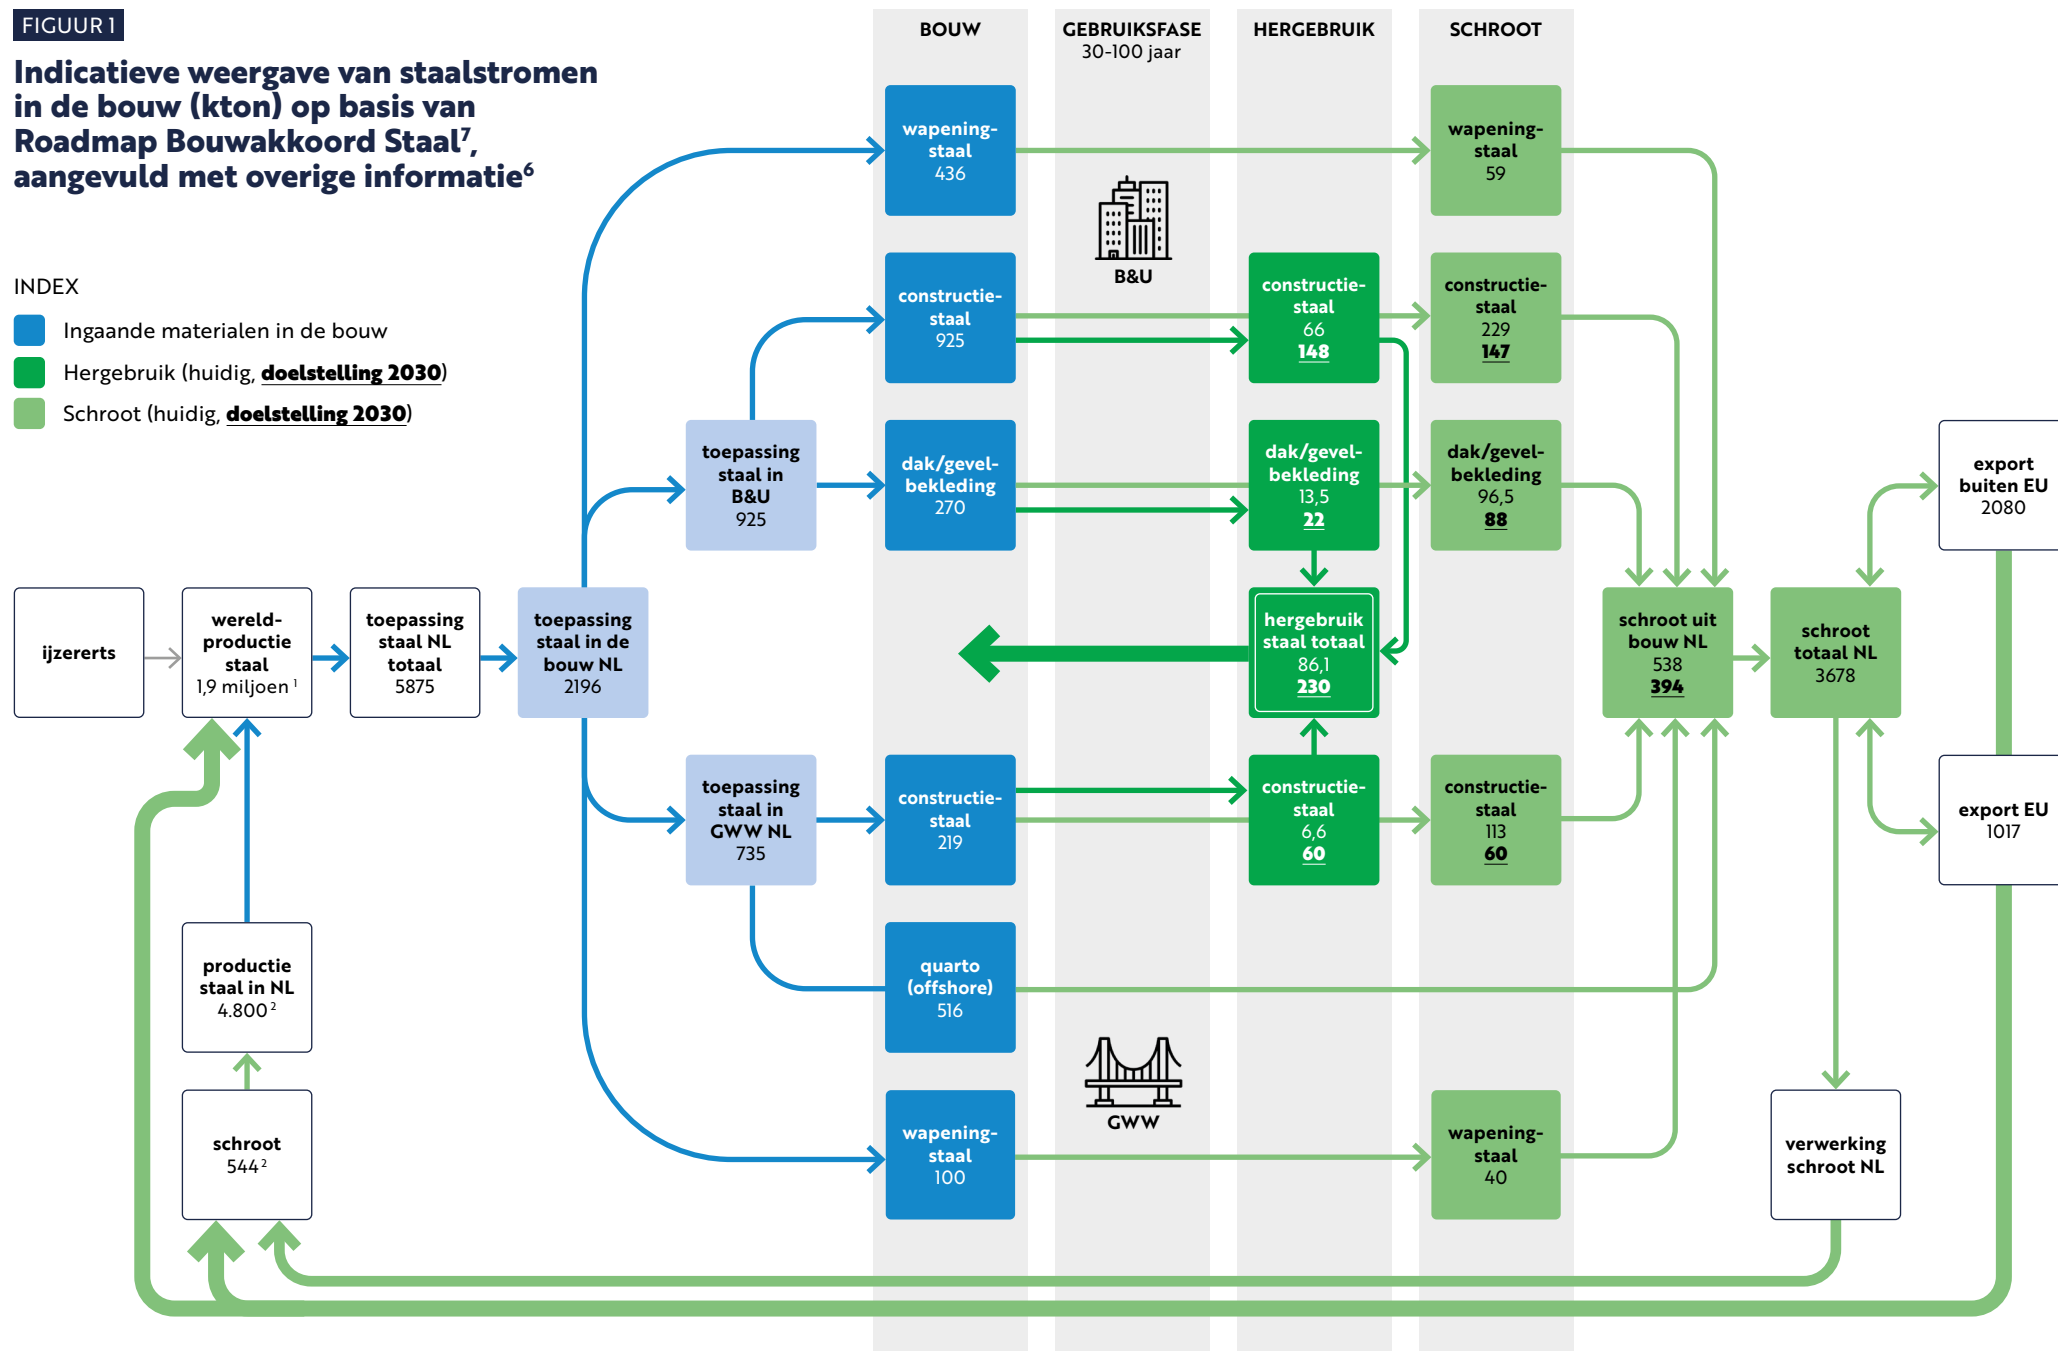 FIGUUR 1
Indicatieve weergave van staalstromen
in de bouw (kton) op basis van
Roadmap Bouwakkoord Staal⁷,
aangevuld met overige informatie⁶
INDEX
Ingaande materialen in de bouw
Hergebruik (huidig, doelstelling 2030)
Schroot (huidig, doelstelling 2030)
BOUW
GEBRUIKSFASE
30-100 jaar
HERGEBRUIK
SCHROOT
wapening-
staal
436
wapening-
staal
59
B&U
constructie-
staal
925
constructie-
staal
66
148
constructie-
staal
229
147
toepassing
staal in
B&U
925
dak/gevel-
bekleding
270
dak/gevel-
bekleding
13,5
22
dak/gevel-
bekleding
96,5
88
export
buiten EU
2080
ijzererts
wereld-
productie
staal
1,9 miljoen ¹
toepassing
staal NL
totaal
5875
toepassing
staal in de
bouw NL
2196
hergebruik
staal totaal
86,1
230
schroot uit
bouw NL
538
394
schroot
totaal NL
3678
toepassing
staal in
GWW NL
735
constructie-
staal
219
constructie-
staal
6,6
60
constructie-
staal
113
60
export EU
1017
productie
staal in NL
4.800 ²
quarto
(offshore)
516
GWW
schroot
544 ²
wapening-
staal
100
wapening-
staal
40
verwerking
schroot NL